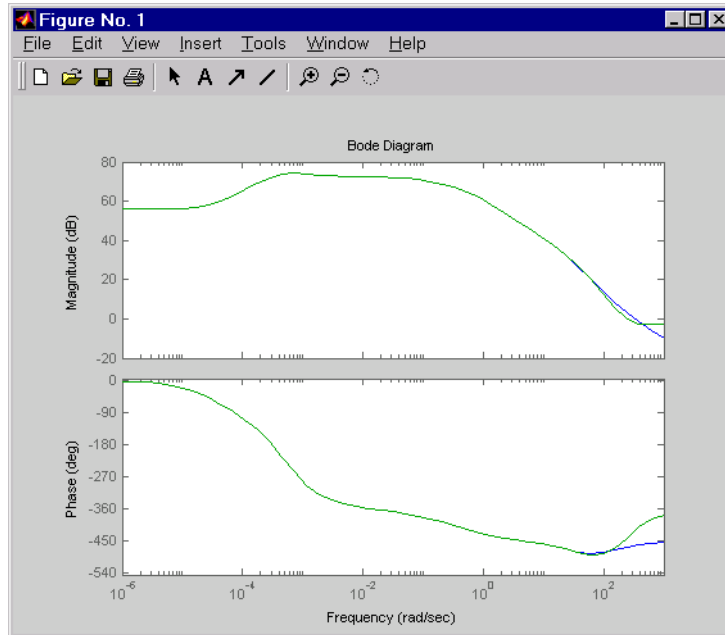 Figure No. 1
File Edit View Insert Tools Window Help
A
Bode Diagram
80
60
40
20
0
-20
Magnitude (dB)
0
-90
-180
-270
-360
-450
-540
Phase (deg)
10^-6 10^-4 10^-2 10^0 10^2
Frequency (rad/sec)